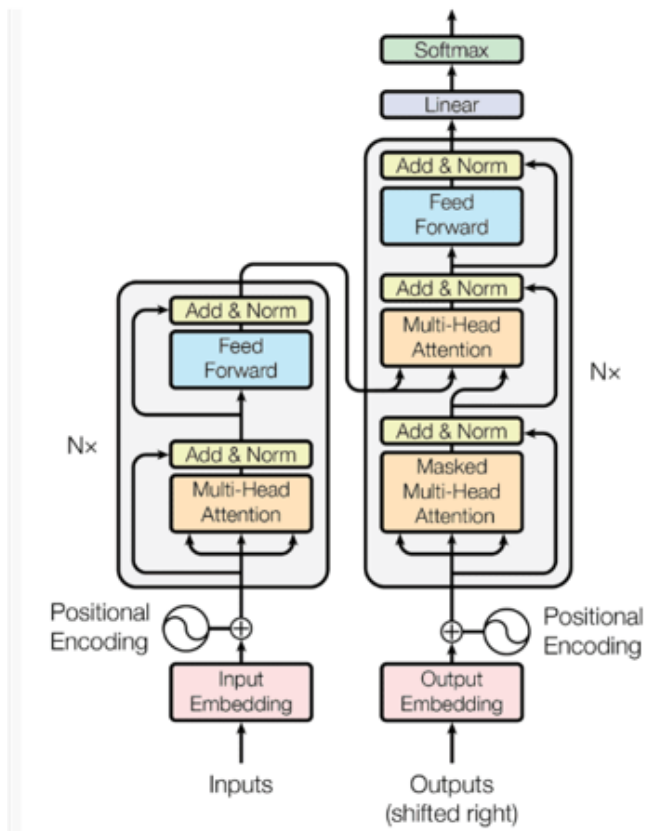 Softmax
Linear
Add & Norm
Feed
Forward
Add & Norm
Multi-Head
Attention
Add & Norm
Masked
Multi-Head
Attention
Nx
Add & Norm
Feed
Forward
Add & Norm
Multi-Head
Attention
Nx
Positional
Encoding
Positional
Encoding
Input
Embedding
Output
Embedding
Inputs
Outputs
(shifted right)